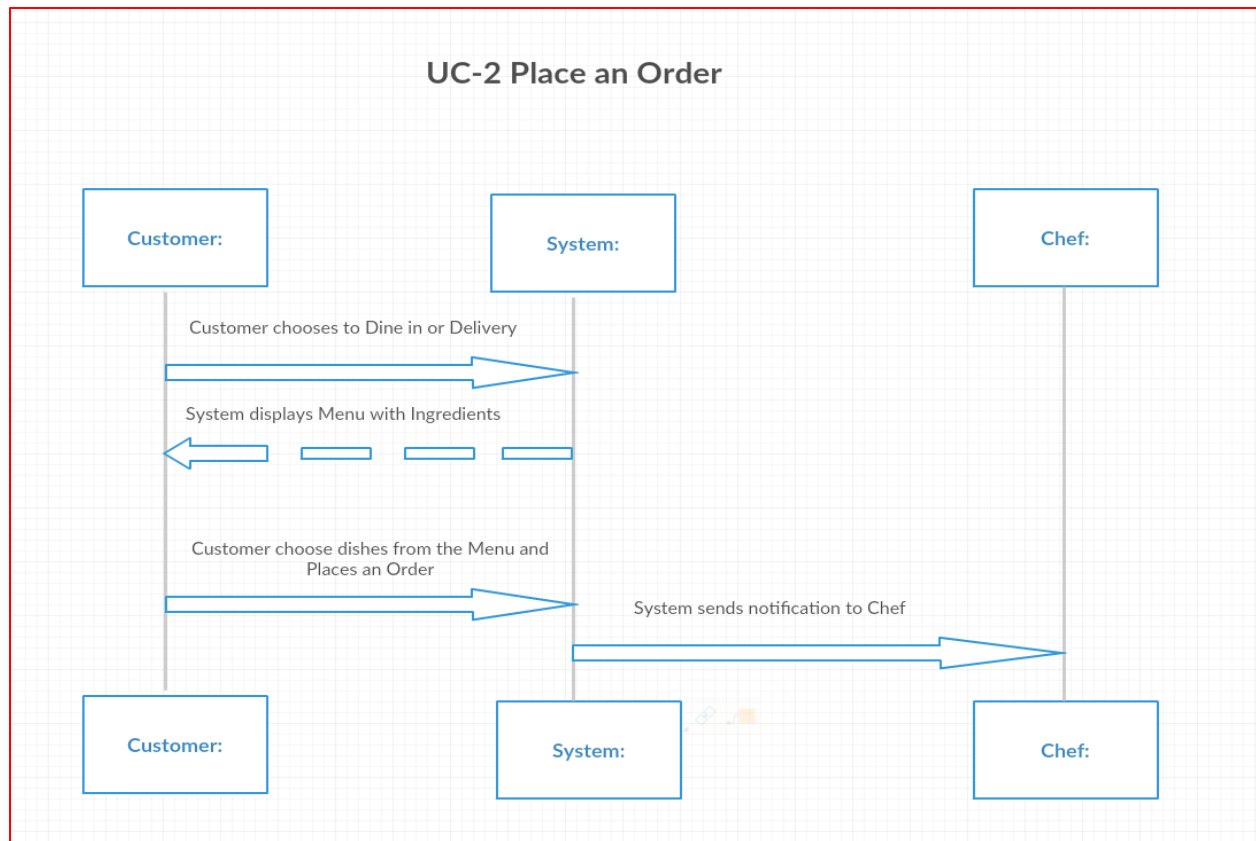 UC-2 Place an Order
Customer:
System:
Chef:
Customer chooses to Dine in or Delivery
System displays Menu with Ingredients
Customer choose dishes from the Menu and
Places an Order
System sends notification to Chef
Customer:
System:
Chef: